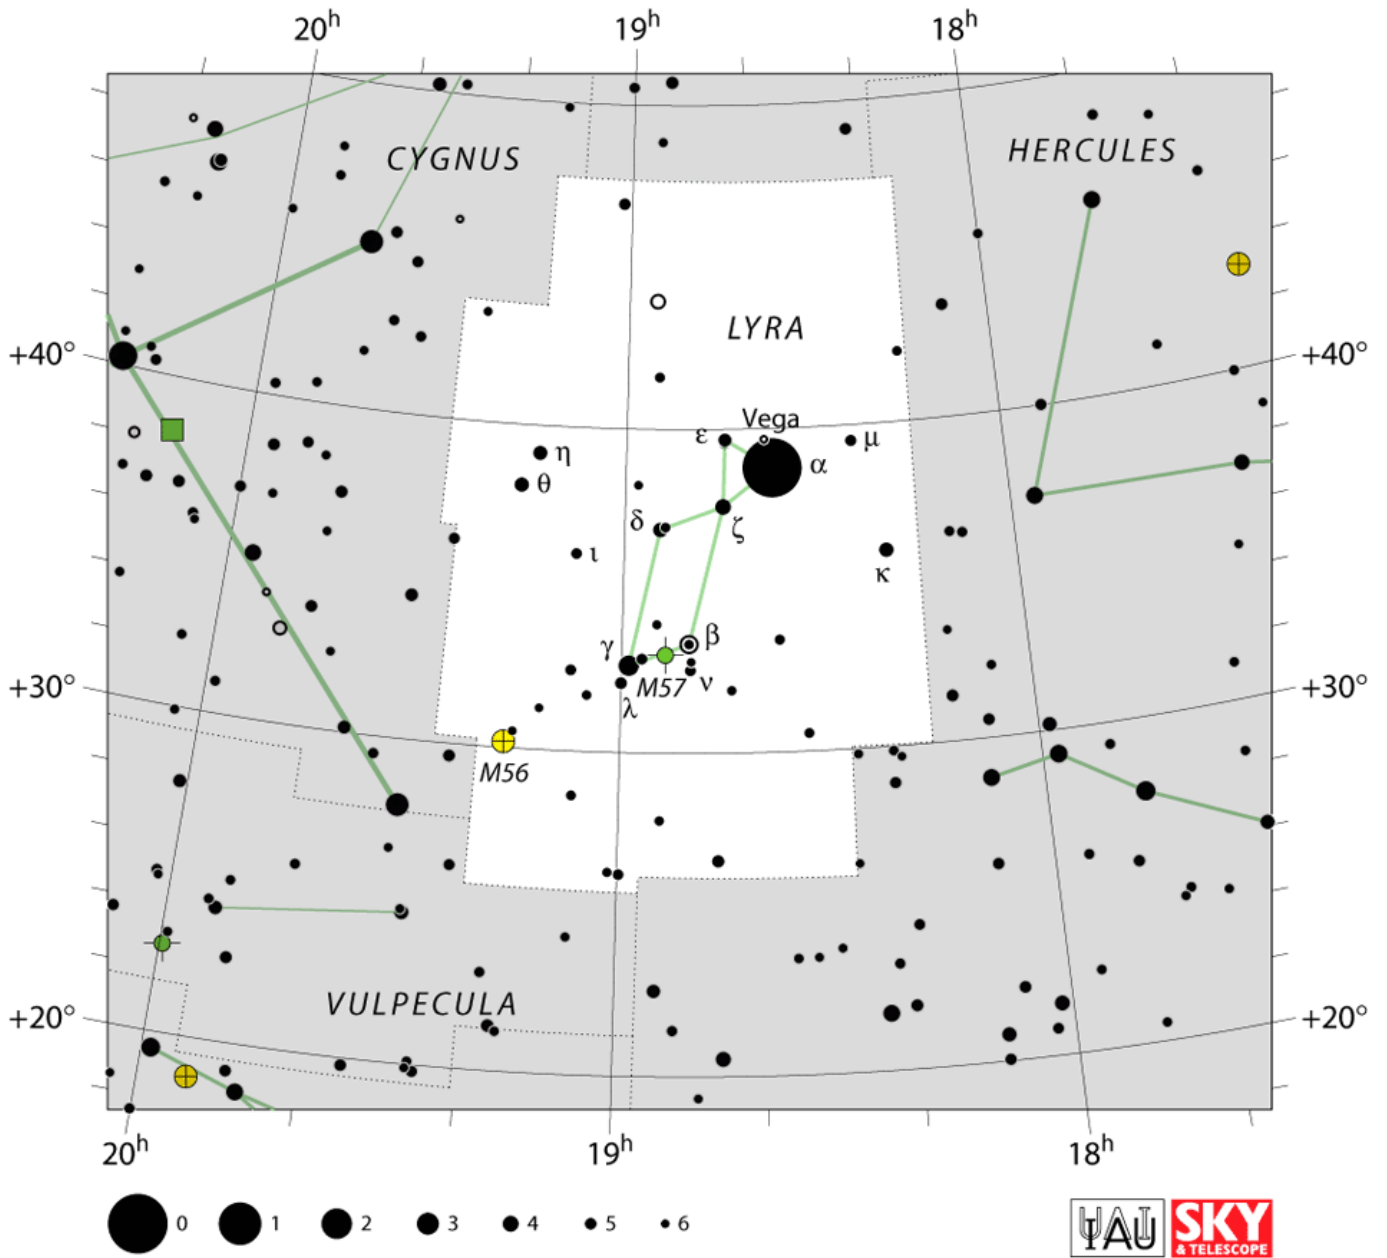 20h 19h 18h
CYGNUS
HERCULES
LYRA
+40° +40°
Vega
ε
μ
α
η
θ
δ
ζ
ι
κ
β
γ
M57
ν
+30° +30°
λ
M56
VULPECULA
+20° +20°
20h 19h 18h
0 1 2 3 4 5 6
IAU
SKY
& TELESCOPE